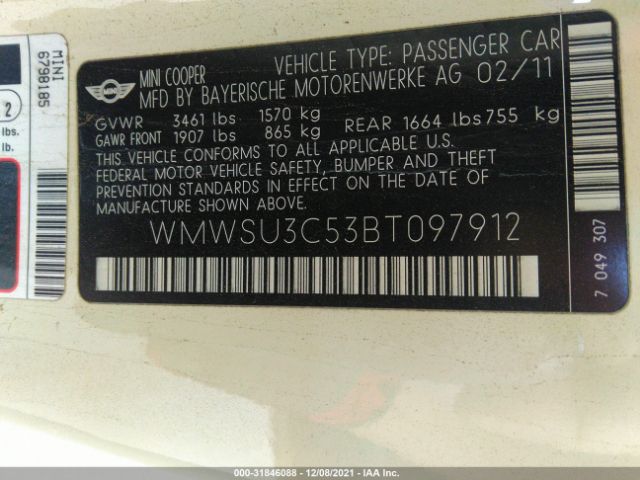 MINI
6798185
2
lbs.
lb.
MINI
MINI COOPER VEHICLE TYPE: PASSENGER CAR
MFD BY BAYERISCHE MOTORENWERKE AG 02/11
GVWR 3461 lbs 1570 kg
GAWR FRONT 1907 lbs 865 kg REAR 1664 lbs 755 kg
THIS VEHICLE CONFORMS TO ALL APPLICABLE U.S.
FEDERAL MOTOR VEHICLE SAFETY, BUMPER AND THEFT
PREVENTION STANDARDS IN EFFECT ON THE DATE OF
MANUFACTURE SHOWN ABOVE.
WMWSU3C53BT097912
7 049 307
000-31846088 - 12/08/2021 - IAA Inc.